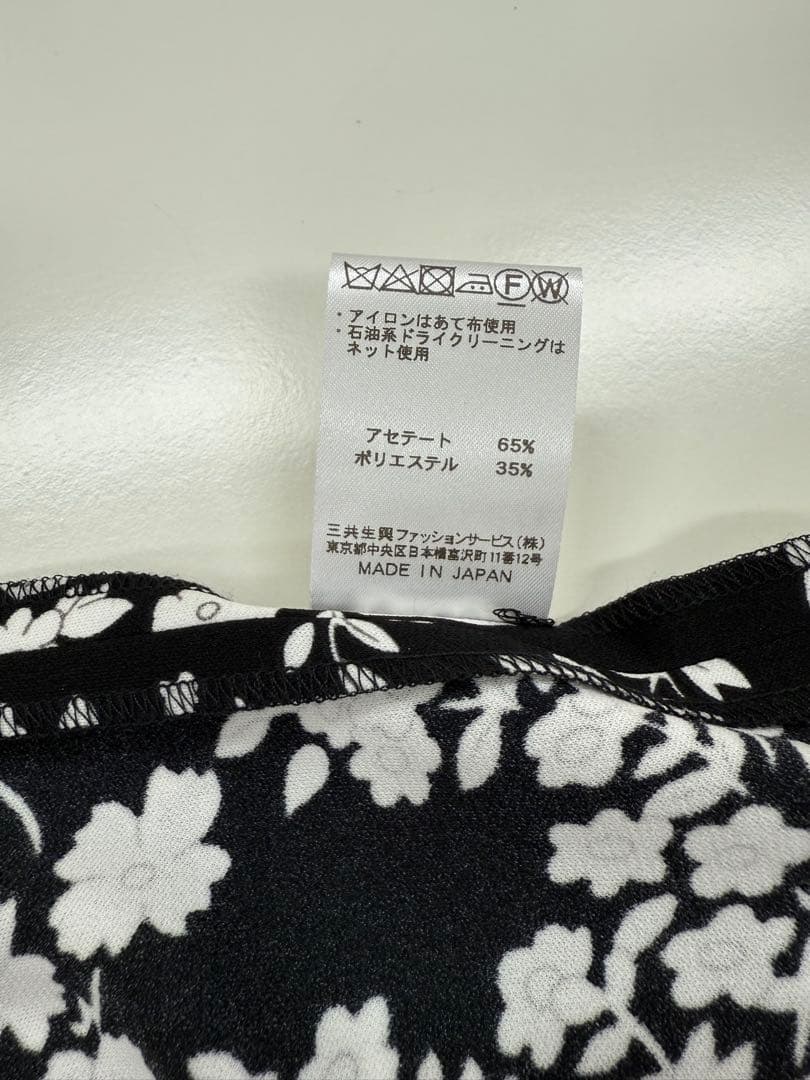 F W
・アイロンはあて布使用
・石油系ドライクリーニングは
ネット使用
アセテート 65%
ポリエステル 35%
三共生興ファッションサービス(株)
東京都中央区日本橋富沢町11番12号
MADE IN JAPAN